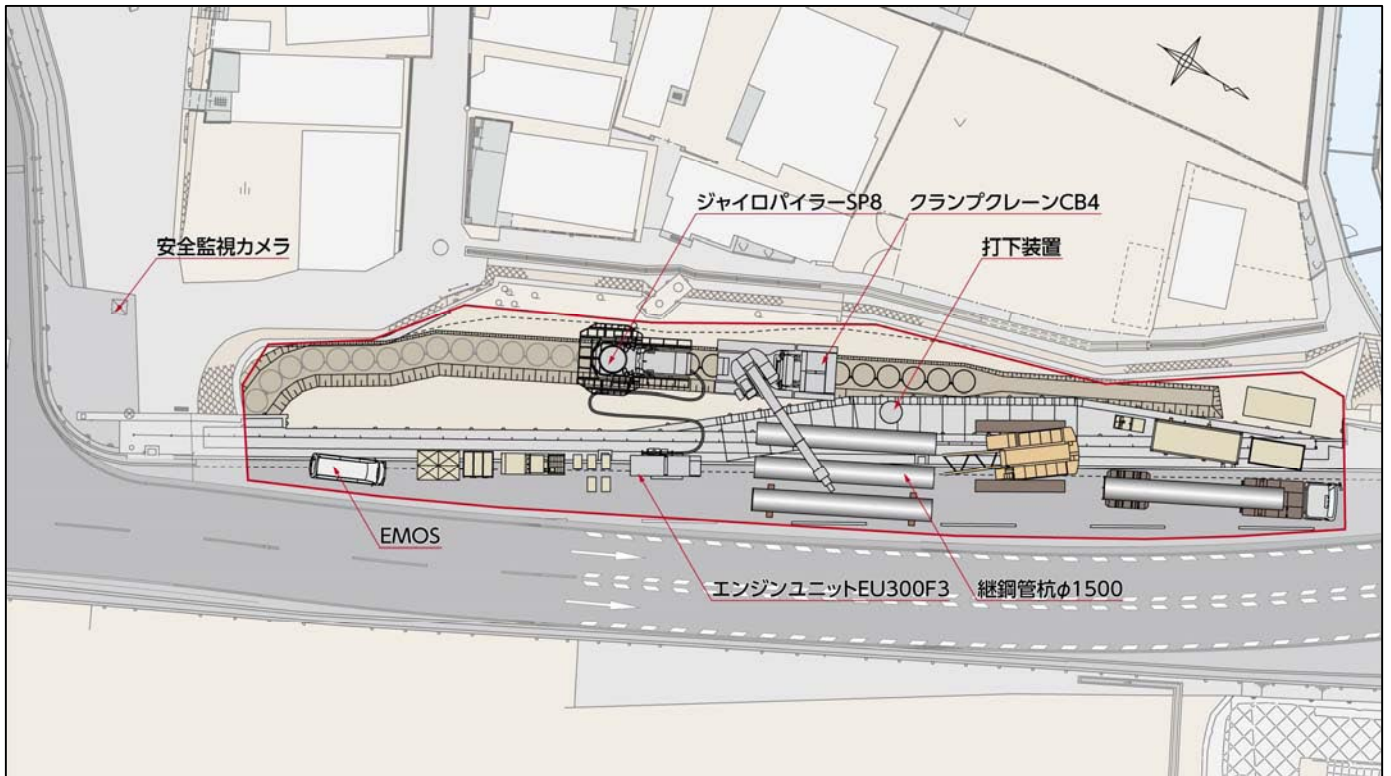 ジャイロパイラーSP8
クランプクレーンCB4
安全監視カメラ
打下装置
EMOS
エンジンユニットEU300F3
継鋼管杭φ1500